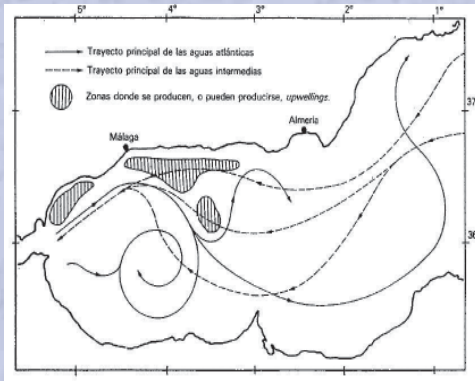 5° 4° 3° 2° 1°
Trayecto principal de las aguas atlánticas
Trayecto principal de las aguas intermedias
Zonas donde se producen, o pueden producirse, upwellings.
37
Málaga
Almería
36